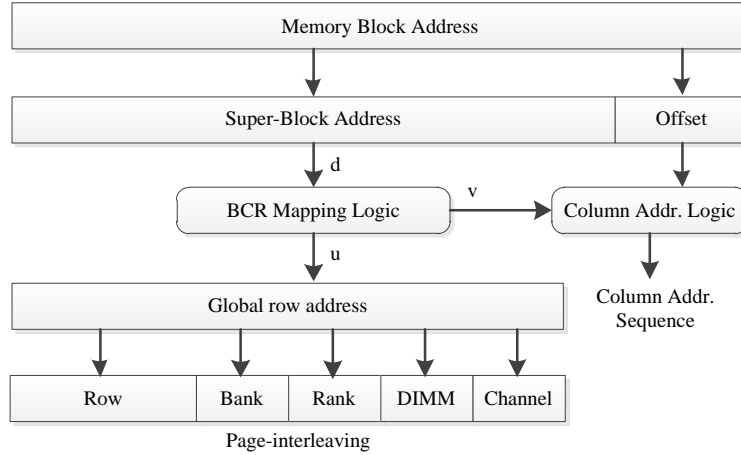 Memory Block Address
Super-Block Address Offset
d
BCR Mapping Logic v Column Addr. Logic
u
Global row address Column Addr.
Sequence
Row Bank Rank DIMM Channel
Page-interleaving